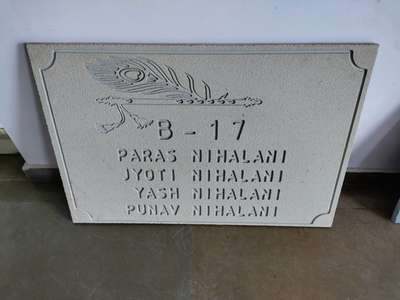 B - 17
PARAS NIHALANI
JYOTI NIHALANI
YASH NIHALANI
PUNAV NIHALANI